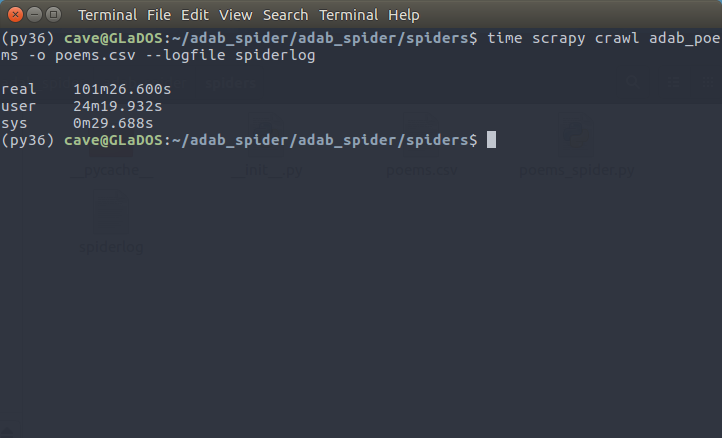 Terminal File Edit View Search Terminal Help
(py36) cave@GLaDOS:~/adab_spider/adab_spider/spiders$ time scrapy crawl adab_poe
ms -o poems.csv --logfile spiderlog
real 101m26.600s
user 24m19.932s
sys 0m29.688s
(py36) cave@GLaDOS:~/adab_spider/adab_spider/spiders$
__pycache__ __init__.py poems.csv poems_spider.py
spiderlog